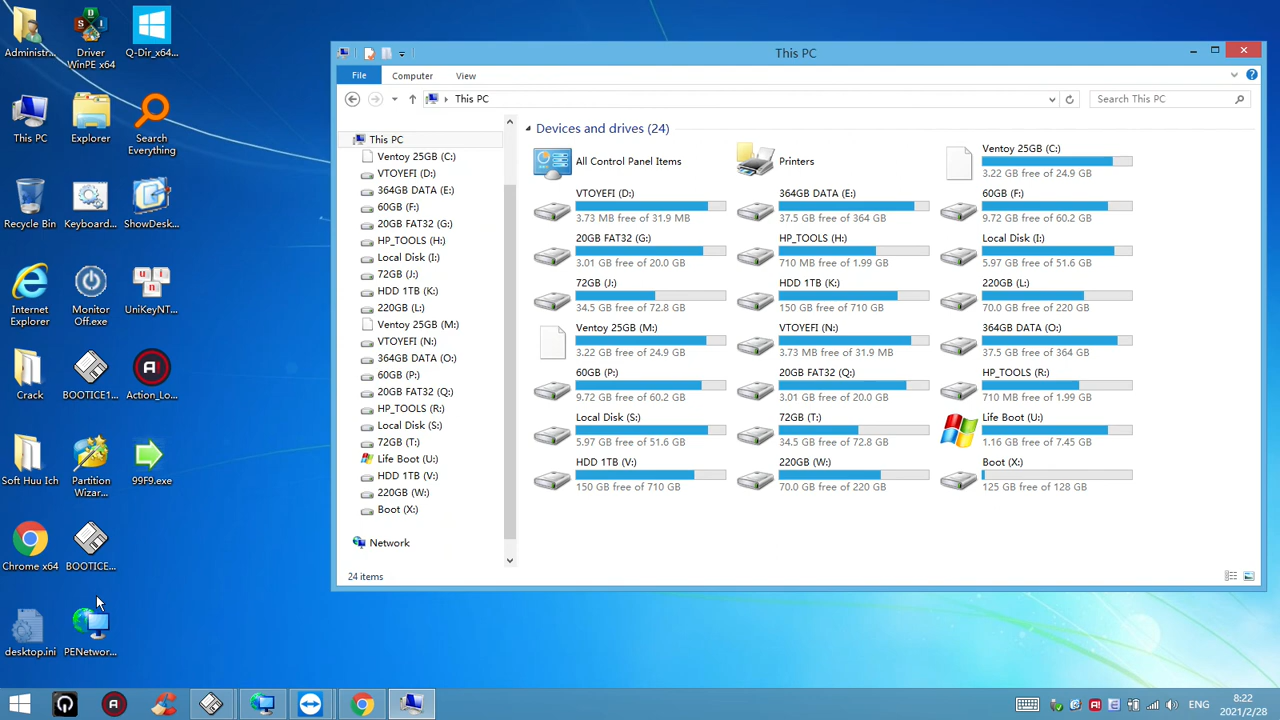 Administr...
Driver
WinPE x64
Q-Dir_x64...
This PC
Explorer
Search
Everything
Recycle Bin
Keyboard...
ShowDesk...
Internet
Explorer
Monitor
Off.exe
UniKeyNT...
Crack
BOOTICE1...
Action_Lo...
Soft Huu Ich
Partition
Wizar...
99F9.exe
Chrome x64
BOOTICE...
desktop.ini
PENetwor...
This PC
File
Computer
View
This PC
Search This PC
This PC
Ventoy 25GB (C:)
VTOYEFI (D:)
364GB DATA (E:)
60GB (F:)
20GB FAT32 (G:)
HP_TOOLS (H:)
Local Disk (I:)
72GB (J:)
HDD 1TB (K:)
220GB (L:)
Ventoy 25GB (M:)
VTOYEFI (N:)
364GB DATA (O:)
60GB (P:)
20GB FAT32 (Q:)
HP_TOOLS (R:)
Local Disk (S:)
72GB (T:)
Life Boot (U:)
HDD 1TB (V:)
220GB (W:)
Boot (X:)
Network
Devices and drives (24)
All Control Panel Items
Printers
Ventoy 25GB (C:)
3.22 GB free of 24.9 GB
VTOYEFI (D:)
3.73 MB free of 31.9 MB
364GB DATA (E:)
37.5 GB free of 364 GB
60GB (F:)
9.72 GB free of 60.2 GB
20GB FAT32 (G:)
3.01 GB free of 20.0 GB
HP_TOOLS (H:)
710 MB free of 1.99 GB
Local Disk (I:)
5.97 GB free of 51.6 GB
72GB (J:)
34.5 GB free of 72.8 GB
HDD 1TB (K:)
150 GB free of 710 GB
220GB (L:)
70.0 GB free of 220 GB
Ventoy 25GB (M:)
3.22 GB free of 24.9 GB
VTOYEFI (N:)
3.73 MB free of 31.9 MB
364GB DATA (O:)
37.5 GB free of 364 GB
60GB (P:)
9.72 GB free of 60.2 GB
20GB FAT32 (Q:)
3.01 GB free of 20.0 GB
HP_TOOLS (R:)
710 MB free of 1.99 GB
Local Disk (S:)
5.97 GB free of 51.6 GB
72GB (T:)
34.5 GB free of 72.8 GB
Life Boot (U:)
1.16 GB free of 7.45 GB
HDD 1TB (V:)
150 GB free of 710 GB
220GB (W:)
70.0 GB free of 220 GB
Boot (X:)
125 GB free of 128 GB
24 items
ENG
8:22
2021/2/28